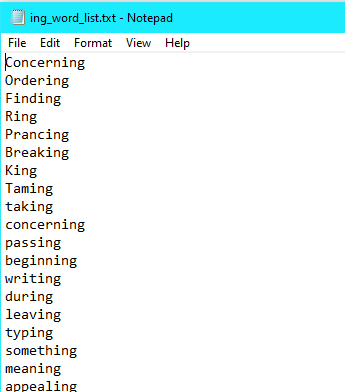 ing_word_list.txt - Notepad
File Edit Format View Help
Concerning
Ordering
Finding
Ring
Prancing
Breaking
King
Taming
taking
concerning
passing
beginning
writing
during
leaving
typing
something
meaning
appealing